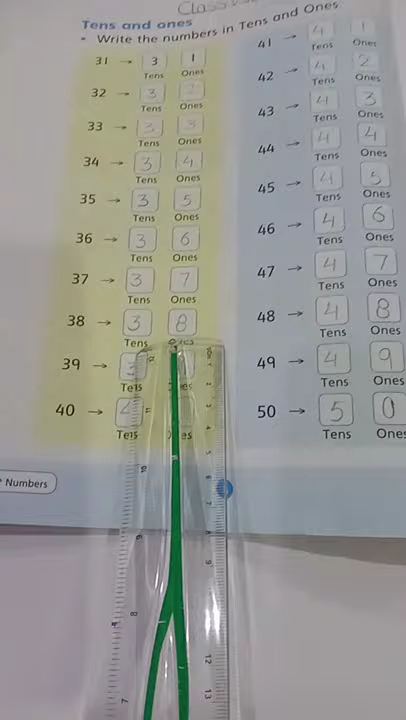 Class
Tens and ones
• Write the numbers in Tens and Ones
31 → 3 1
Tens Ones
32 → 3 2
Tens Ones
33 → 3 3
Tens Ones
34 → 3 4
Tens Ones
35 → 3 5
Tens Ones
36 → 3 6
Tens Ones
37 → 3 7
Tens Ones
38 → 3 8
Tens
39 → 3
Tens
40 → 4
Tens
41 → 4 1
Tens Ones
42 → 4 2
Tens Ones
43 → 4 3
Tens Ones
44 → 4 4
Tens Ones
45 → 4 5
Tens Ones
46 → 4 6
Tens Ones
47 → 4 7
Tens Ones
48 → 4 8
Tens Ones
49 → 4 9
Tens Ones
50 → 5 0
Tens Ones
Numbers